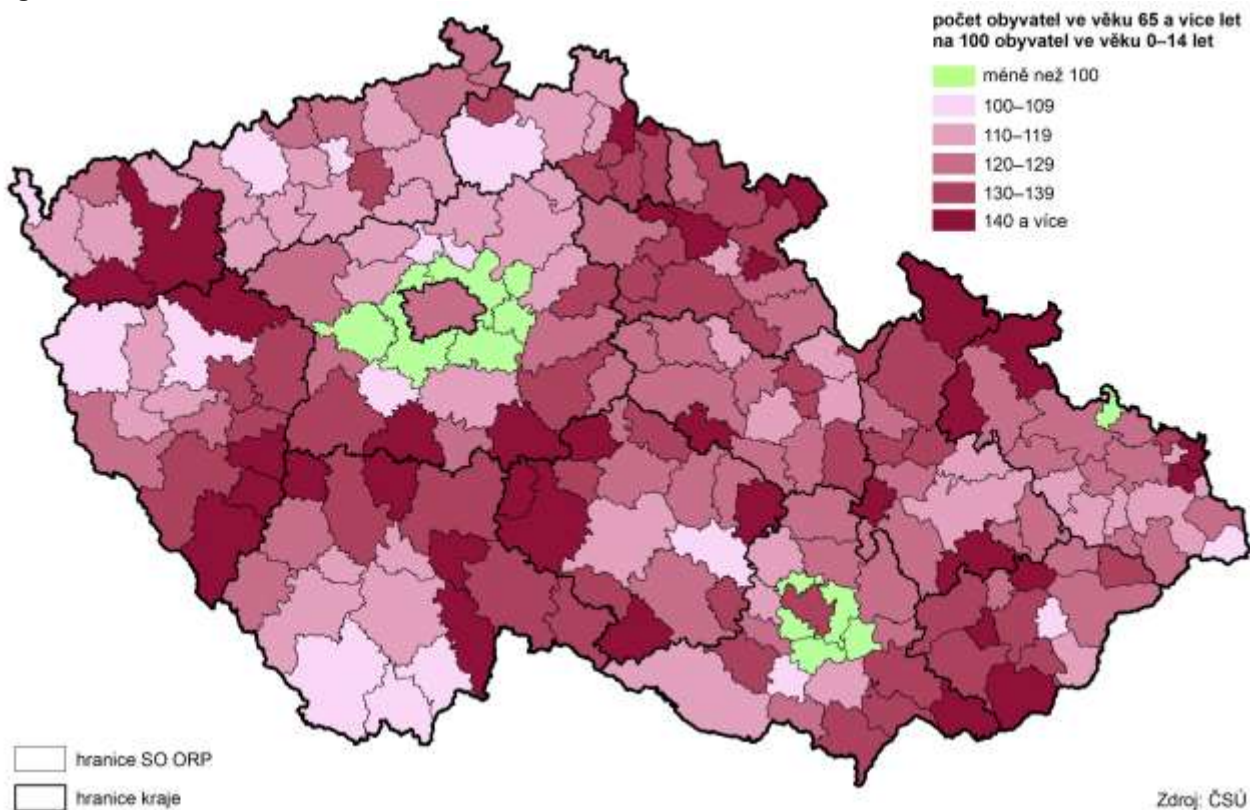 počet obyvatel ve věku 65 a více let
na 100 obyvatel ve věku 0–14 let
méně než 100
100–109
110–119
120–129
130–139
140 a více
hranice SO ORP
hranice kraje
Zdroj: ČSÚ